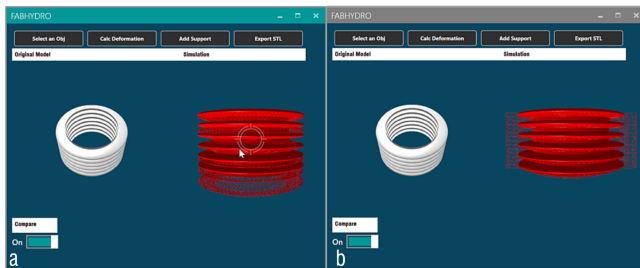 FABHYDRO
Select an Obj Calc Deformation Add Support Export STL
Original Model Simulation
Compare
On
a
FABHYDRO
Select an Obj Calc Deformation Add Support Export STL
Original Model Simulation
Compare
On
b